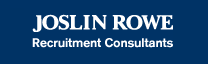 JOSLIN ROWE
Recruitment Consultants